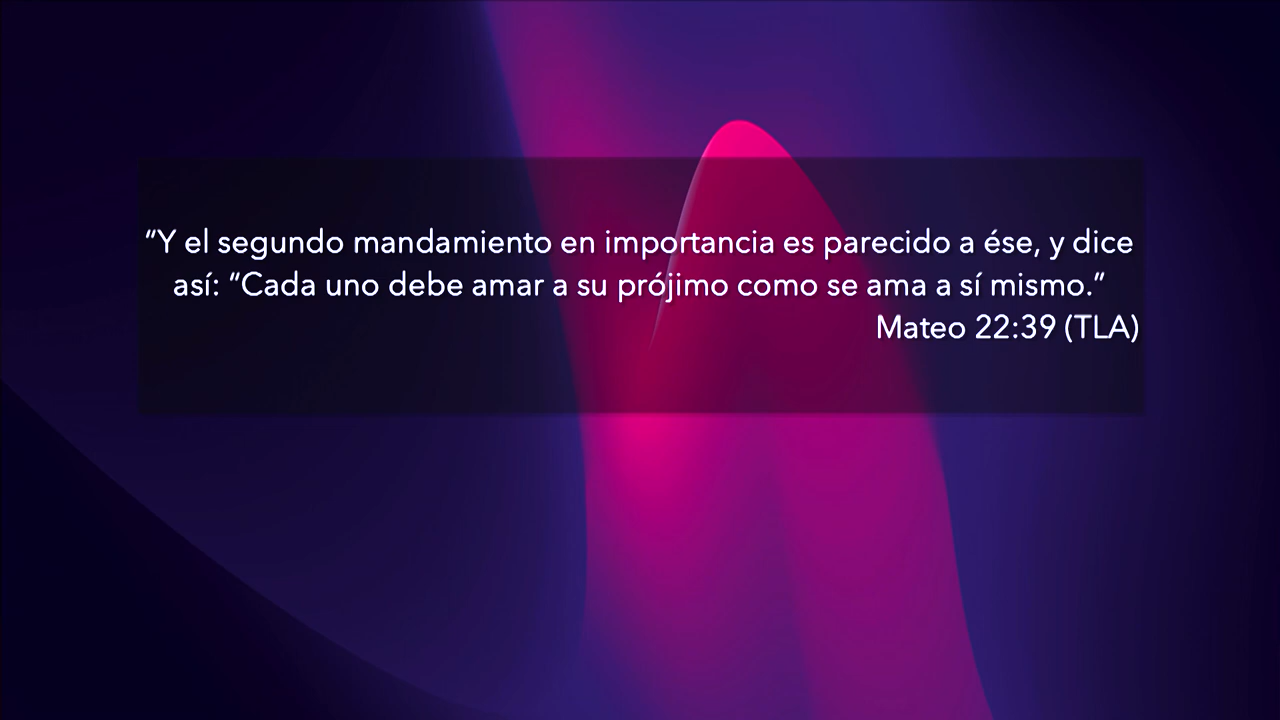 “Y el segundo mandamiento en importancia es parecido a ése, y dice
así: “Cada uno debe amar a su prójimo como se ama a sí mismo.”
Mateo 22:39 (TLA)